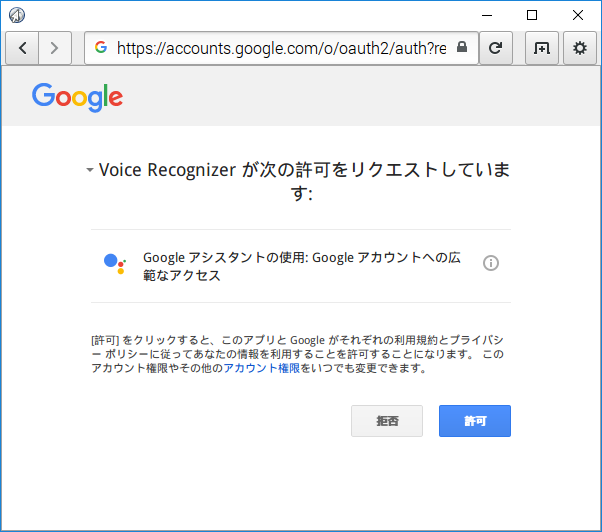 https://accounts.google.com/o/oauth2/auth?re
Google
Voice Recognizer が次の許可をリクエストしていま
す:
Google アシスタントの使用: Google アカウントへの広
範なアクセス
[許可] をクリックすると、このアプリと Google がそれぞれの利用規約とプライバシ
ー ポリシーに従ってあなたの情報を利用することを許可することになります。 この
アカウント権限やその他のアカウント権限をいつでも変更できます。
拒否
許可